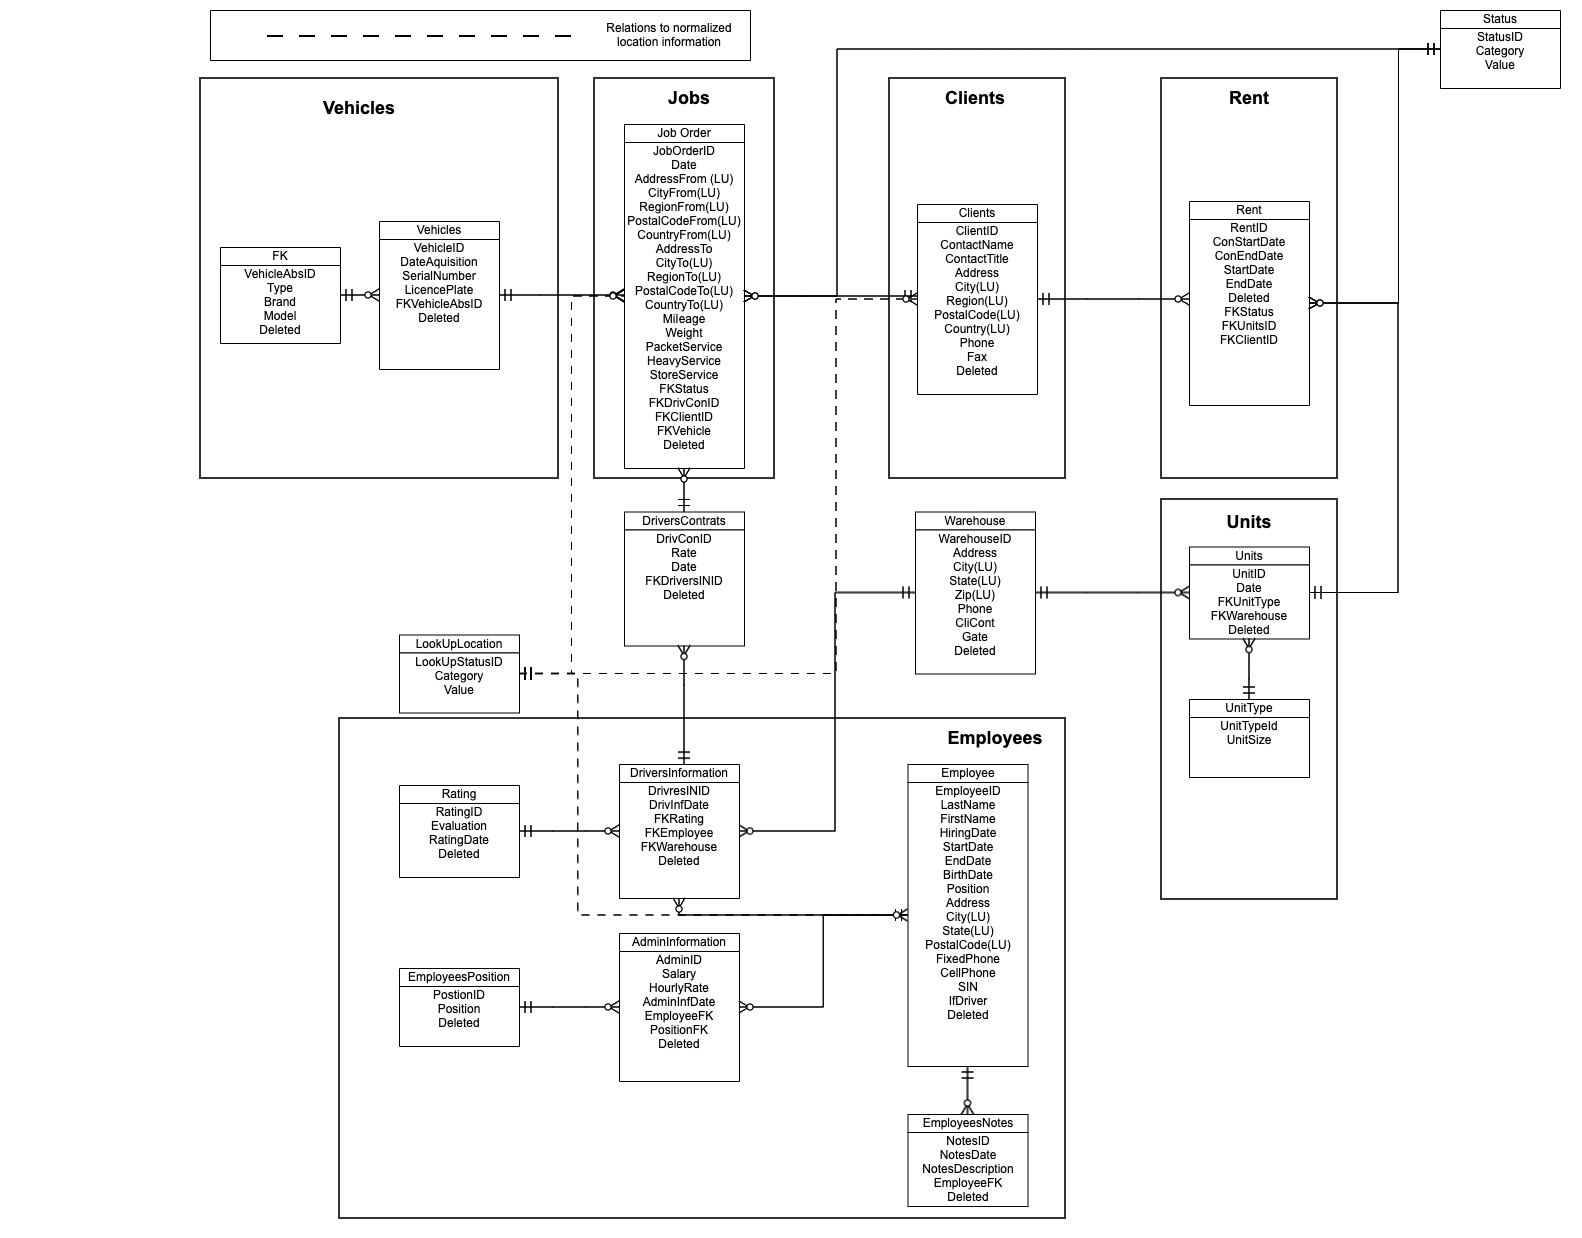 Relations to normalized
location information
Status
StatusID
Category
Value
Vehicles
FK
VehicleAbsID
Type
Brand
Model
Deleted
Vehicles
VehicleID
DateAquisition
SerialNumber
LicencePlate
FKVehicleAbsID
Deleted
Jobs
Job Order
JobOrderID
Date
AddressFrom (LU)
CityFrom(LU)
RegionFrom(LU)
PostalCodeFrom(LU)
CountryFrom(LU)
AddressTo
CityTo(LU)
RegionTo(LU)
PostalCodeTo(LU)
CountryTo(LU)
Mileage
Weight
PacketService
HeavyService
StoreService
FKStatus
FKDrivConID
FKClientID
FKVehicle
Deleted
Clients
Clients
ClientID
ContactName
ContactTitle
Address
City(LU)
Region(LU)
PostalCode(LU)
Country(LU)
Phone
Fax
Deleted
Rent
Rent
RentID
ConStartDate
ConEndDate
StartDate
EndDate
Deleted
FKStatus
FKUnitsID
FKClientID
DriversContrats
DrivConID
Rate
Date
FKDriversINID
Deleted
Warehouse
WarehouseID
Address
City(LU)
State(LU)
Zip(LU)
Phone
CliCont
Gate
Deleted
Units
Units
UnitID
Date
FKUnitType
FKWarehouse
Deleted
UnitType
UnitTypeId
UnitSize
LookUpLocation
LookUpStatusID
Category
Value
Employees
Rating
RatingID
Evaluation
RatingDate
Deleted
DriversInformation
DrivresINID
DrivInfDate
FKRating
FKEmployee
FKWarehouse
Deleted
Employee
EmployeeID
LastName
FirstName
HiringDate
StartDate
EndDate
BirthDate
Position
Address
City(LU)
State(LU)
PostalCode(LU)
FixedPhone
CellPhone
SIN
IfDriver
Deleted
EmployeesPosition
PostionID
Position
Deleted
AdminInformation
AdminID
Salary
HourlyRate
AdminInfDate
EmployeeFK
PositionFK
Deleted
EmployeesNotes
NotesID
NotesDate
NotesDescription
EmployeeFK
Deleted